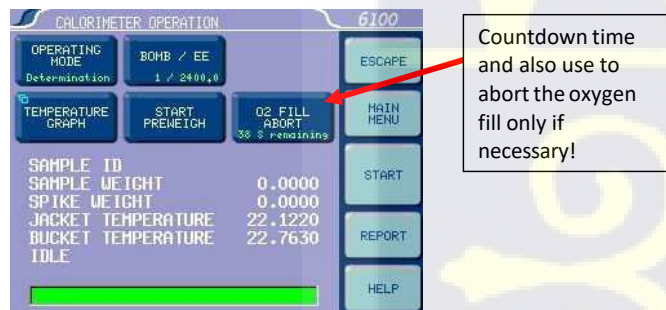 CALORIMETER OPERATION
6100
OPERATING
MODE
Determination
BOMB / EE
1 / 2400,0
ESCAPE
TEMPERATURE
GRAPH
START
PREWEIGH
O2 FILL
ABORT
38 S remaining
MAIN
MENU
SAMPLE ID
SAMPLE WEIGHT 0.0000
SPIKE WEIGHT 0.0000
JACKET TEMPERATURE 22.1220
BUCKET TEMPERATURE 22.7630
IDLE
START
REPORT
HELP
Countdown time
and also use to
abort the oxygen
fill only if
necessary!